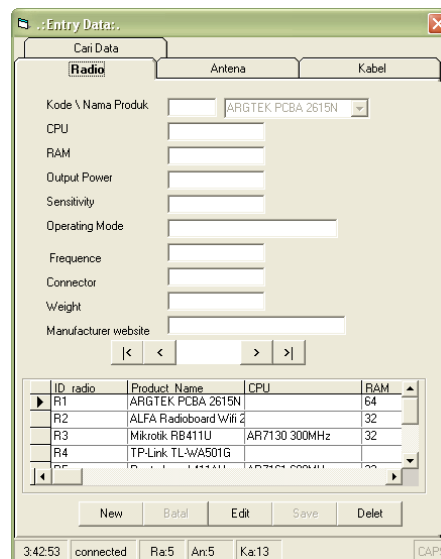 .:Entry Data:.
Cari Data
Radio Antena Kabel
Kode \ Nama Produk ARGTEK PCBA 2615N
CPU
RAM
Output Power
Sensitivity
Operating Mode
Frequence
Connector
Weight
Manufacturer website
|< < > >|
ID_radio Product_Name CPU RAM
R1 ARGTEK PCBA 2615N 64
R2 ALFA Radioboard Wifi 2 32
R3 Mikrotik RB411U AR7130 300MHz 32
R4 TP-Link TL-WA501G
New Batal Edit Save Delet
3:42:53 connected Ra:5 An:5 Ka:13 CAPS